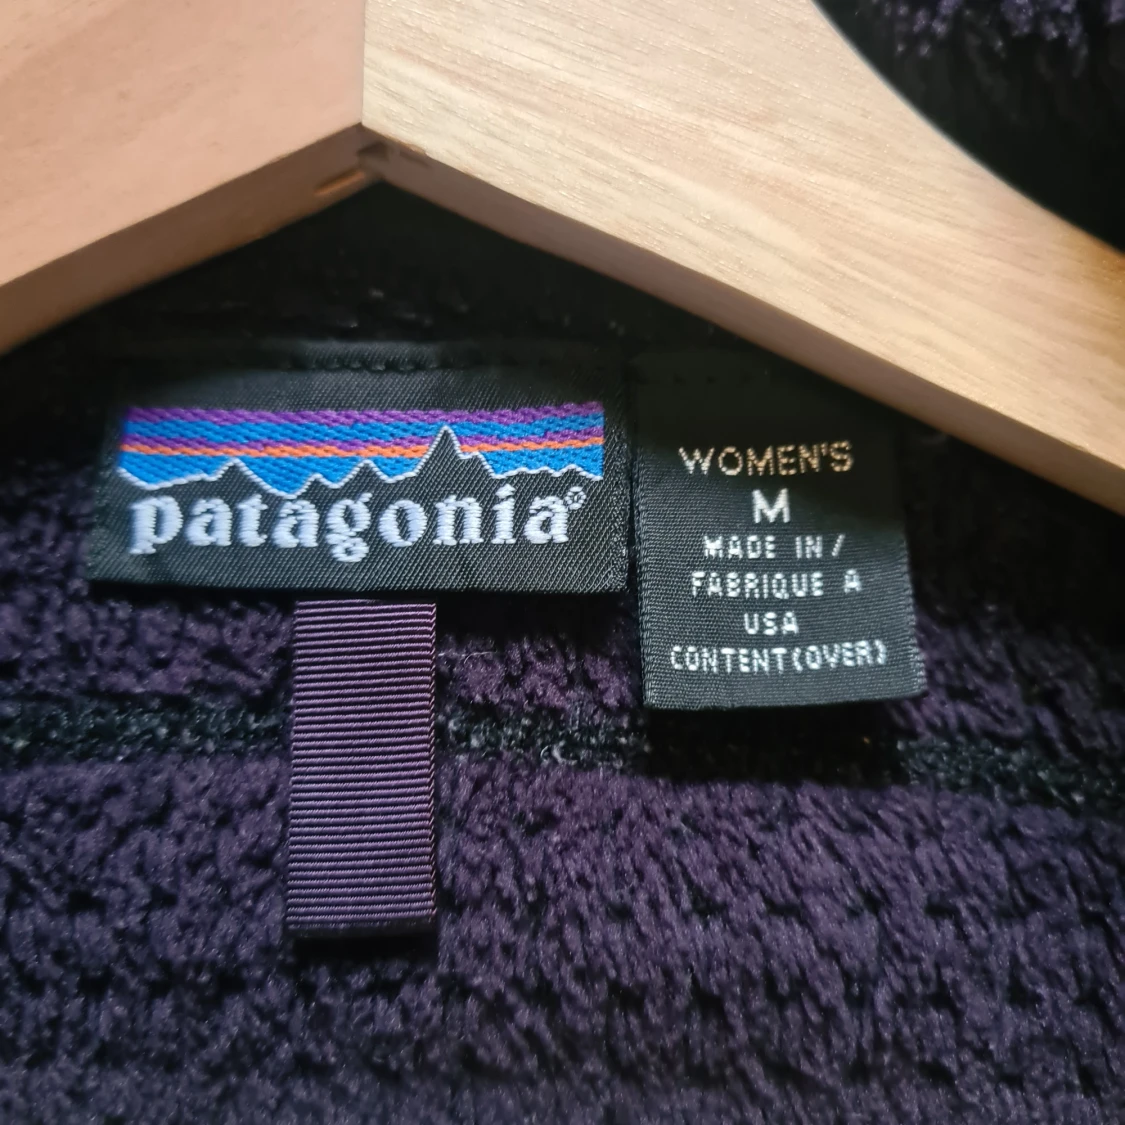 patagonia®
WOMEN'S
M
MADE IN/
FABRIQUE A
USA
CONTENT(OVER)